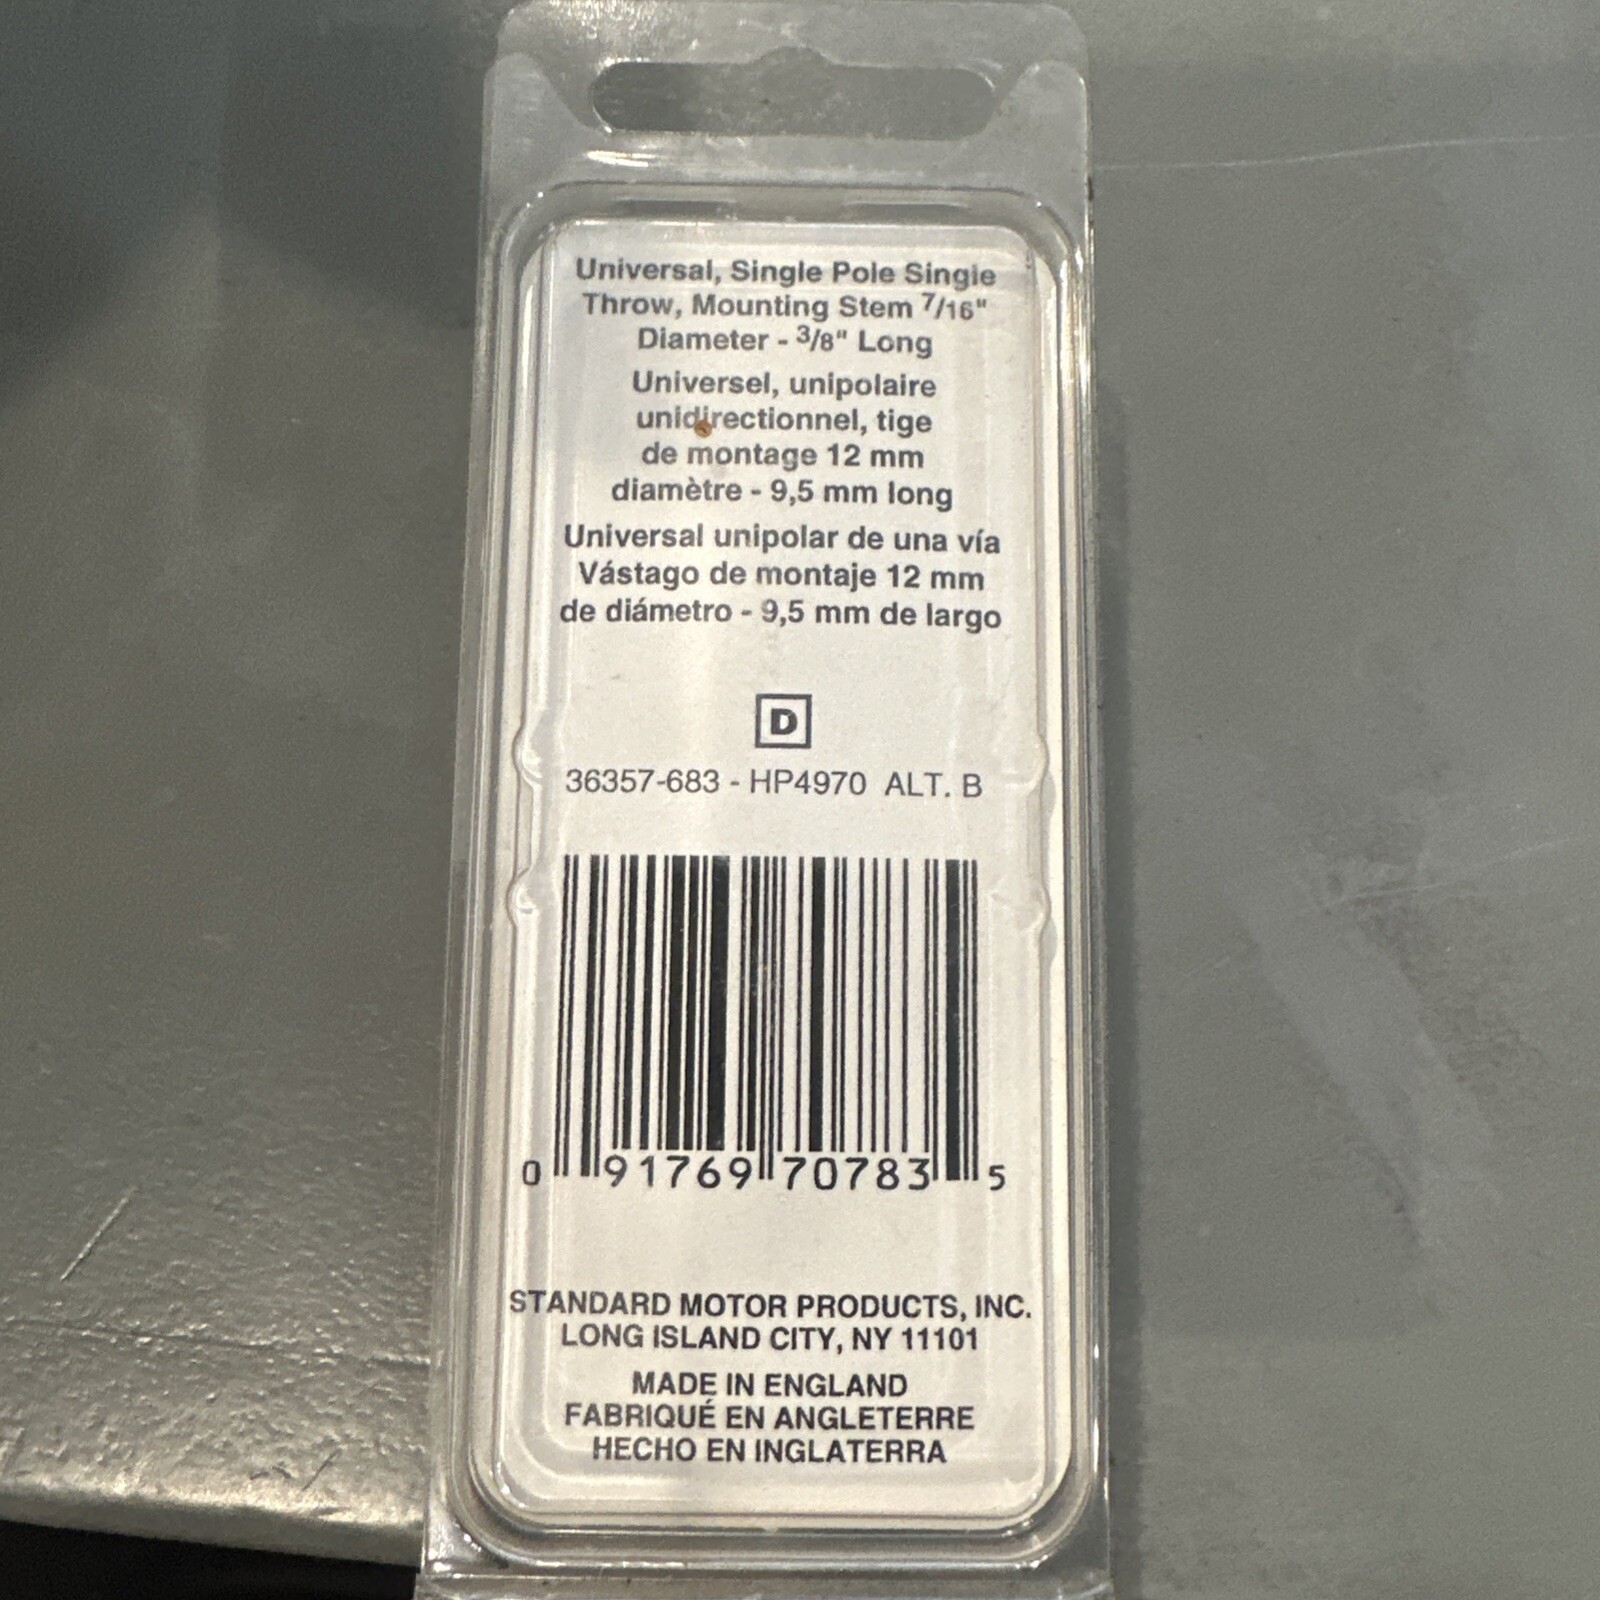 Universal, Single Pole Single
Throw, Mounting Stem 7/16"
Diameter - 3/8" Long
Universel, unipolaire
unidirectionnel, tige
de montage 12 mm
diamètre - 9,5 mm long
Universal unipolar de una vía
Vástago de montaje 12 mm
de diámetro - 9,5 mm de largo
D
36357-683 - HP4970 ALT. B
0 91769 70783 5
STANDARD MOTOR PRODUCTS, INC.
LONG ISLAND CITY, NY 11101
MADE IN ENGLAND
FABRIQUÉ EN ANGLETERRE
HECHO EN INGLATERRA